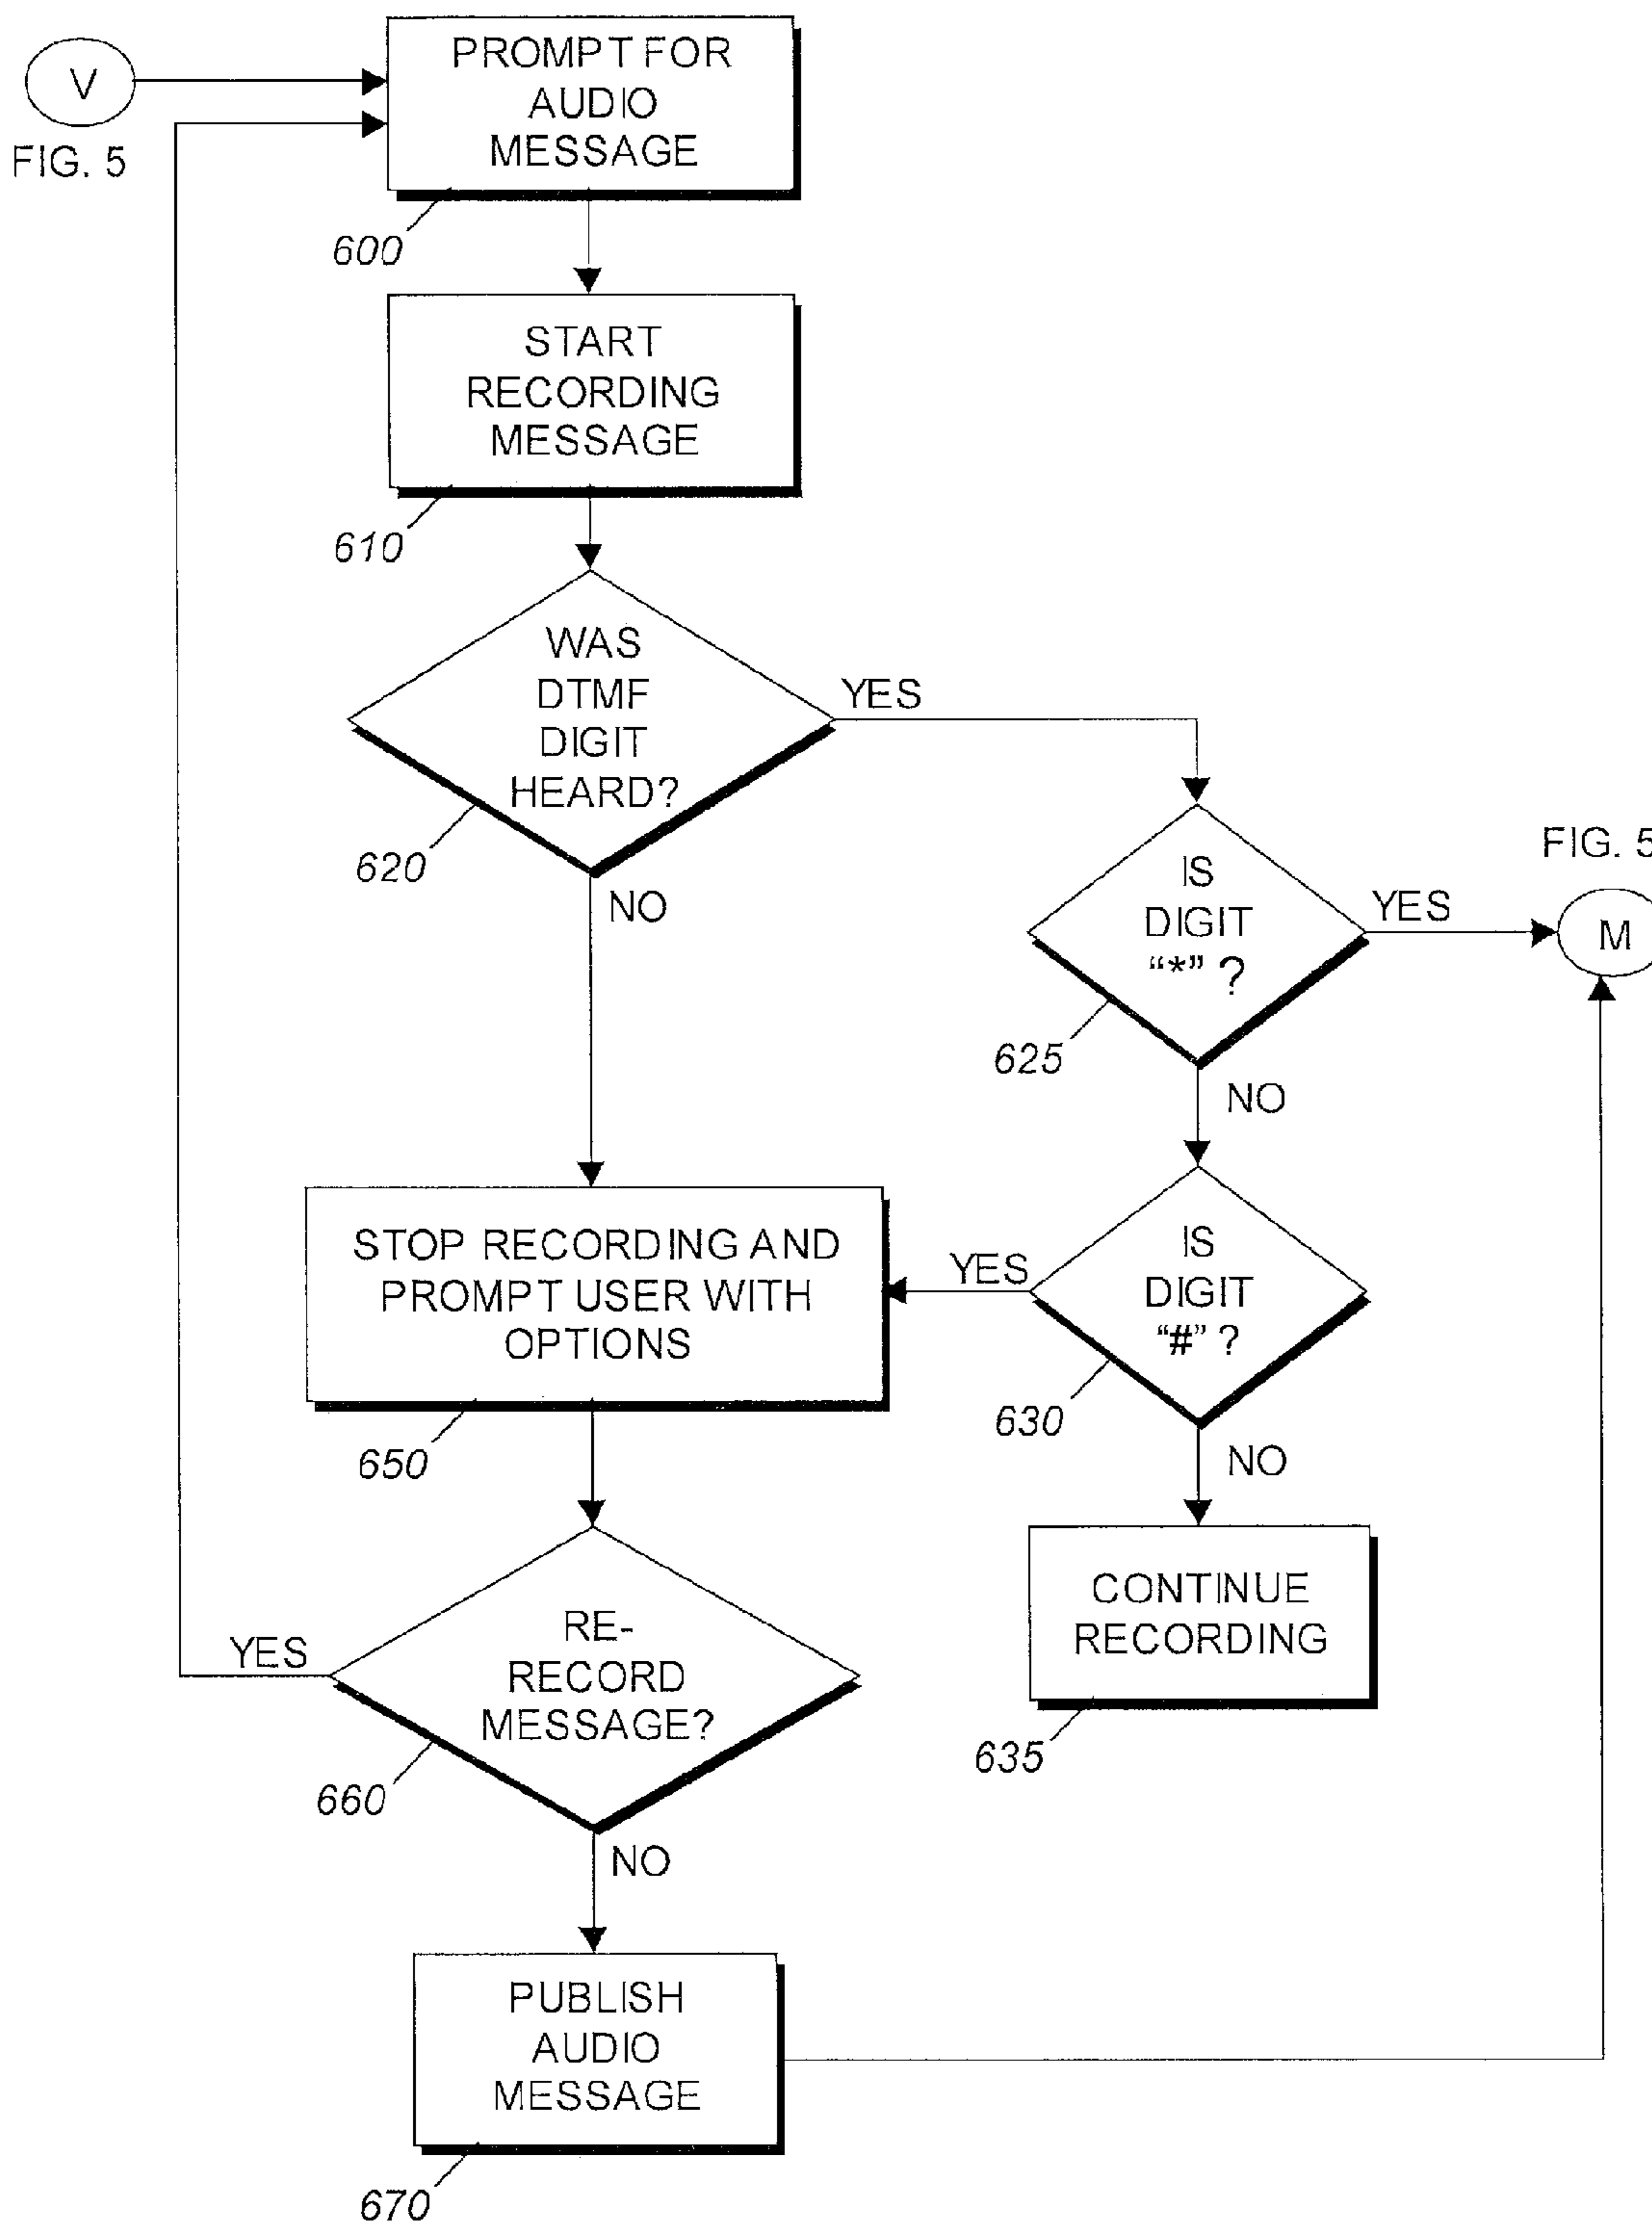 V
FIG. 5
PROMPT FOR
AUDIO
MESSAGE
600
START
RECORDING
MESSAGE
610
WAS
DTMF
DIGIT
HEARD?
YES
620
NO
IS
DIGIT
“*” ?
YES
625
NO
FIG. 5
M
IS
DIGIT
“#” ?
YES
630
NO
STOP RECORDING AND
PROMPT USER WITH
OPTIONS
650
CONTINUE
RECORDING
635
RE-
RECORD
MESSAGE?
YES
660
NO
PUBLISH
AUDIO
MESSAGE
670